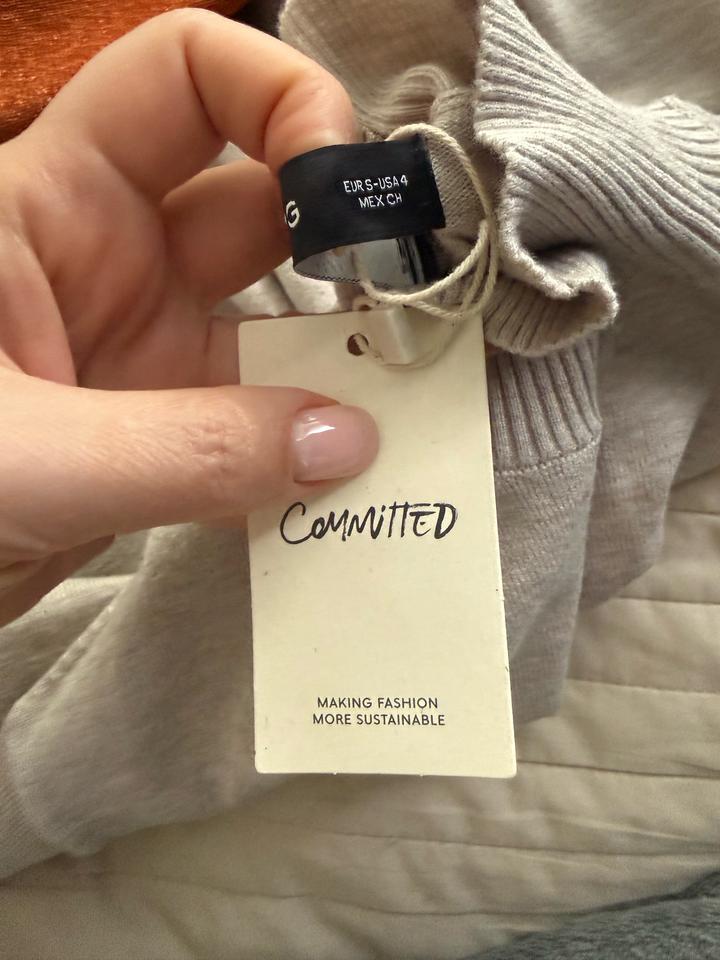 EUR S-USA 4
MEX CH
COMMITTED
MAKING FASHION
MORE SUSTAINABLE